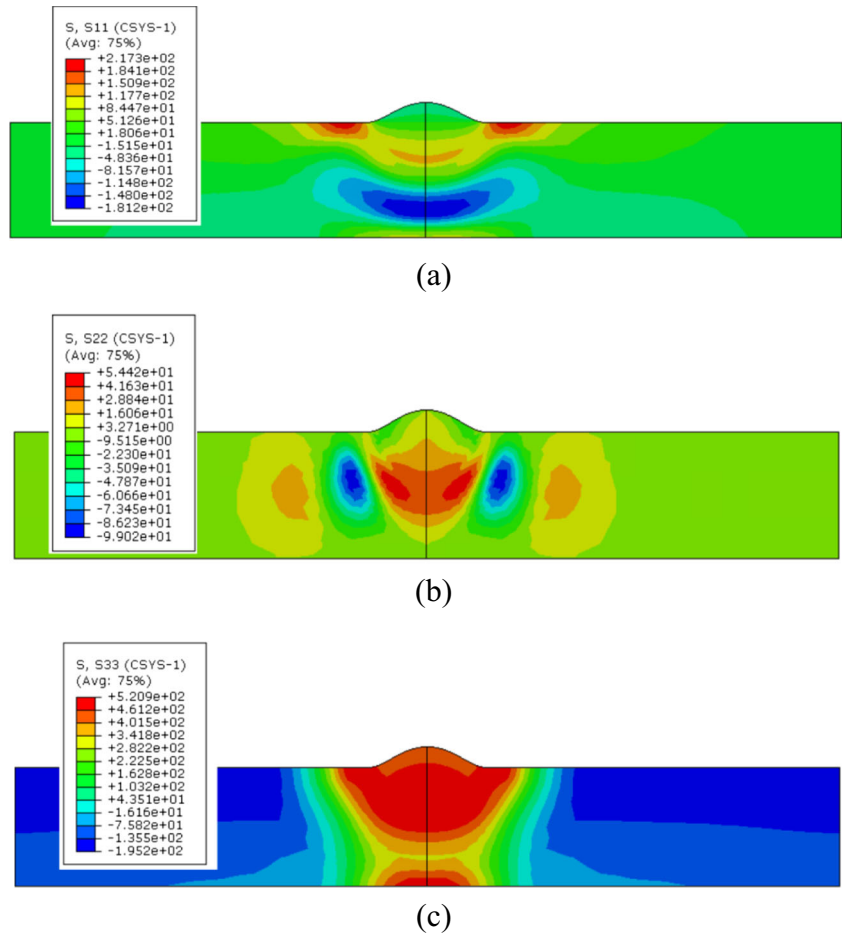 S, S11 (CSYS-1)
(Avg: 75%)
+2.173e+02
+1.841e+02
+1.509e+02
+1.177e+02
+8.447e+01
+5.126e+01
+1.806e+01
-1.515e+01
-4.836e+01
-8.157e+01
-1.148e+02
-1.480e+02
-1.812e+02
(a)
S, S22 (CSYS-1)
(Avg: 75%)
+5.442e+01
+4.163e+01
+2.884e+01
+1.606e+01
+3.271e+00
-9.515e+00
-2.230e+01
-3.509e+01
-4.787e+01
-6.066e+01
-7.345e+01
-8.623e+01
-9.902e+01
(b)
S, S33 (CSYS-1)
(Avg: 75%)
+5.209e+02
+4.612e+02
+4.015e+02
+3.418e+02
+2.822e+02
+2.225e+02
+1.628e+02
+1.032e+02
+4.351e+01
-1.616e+01
-7.582e+01
-1.355e+02
-1.952e+02
(c)